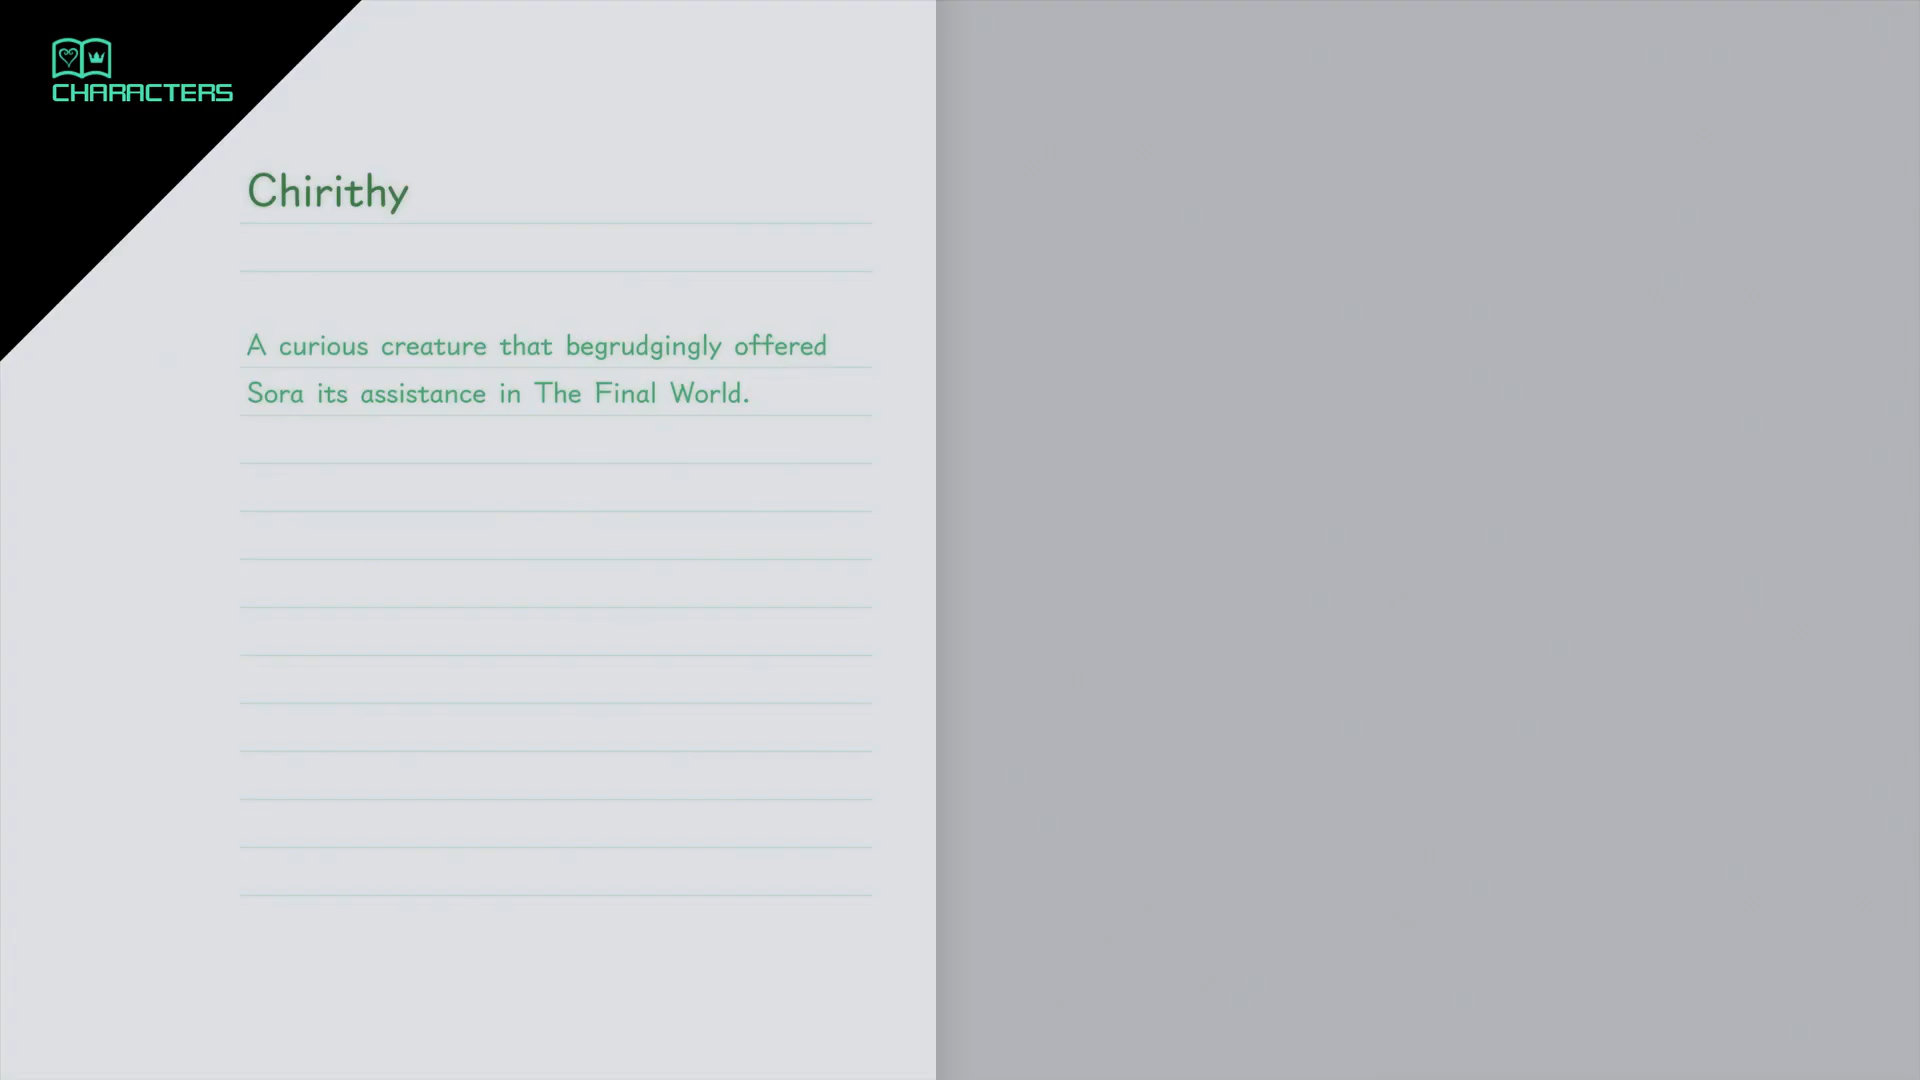 CHARACTERS
Chirithy
A curious creature that begrudgingly offered
Sora its assistance in The Final World.